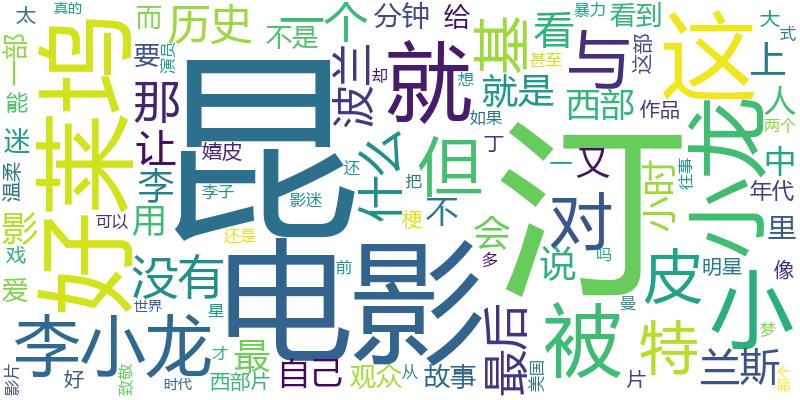 太
真的
而
历史
一个
分钟
给
暴力
看到
大
式
一部
好莱坞
要
演员
不是
昆
就
基
看
与
这部
这
上
能
那
波兰
甚至
却
想
就是
西部
作品
人
两个
迷
让
嬉皮
什么
但
如果
丁
汀
又
小时
往事
小龙
中
温柔
李
李子
还
影迷
把
一
对
年代
影
用
可以
梗
不
会
说
吗
皮
里
戏
还是
电影
多
明星
像
爱
没有
世界
前
最后
被
曼
小
梦
李小龙
星
才
最
自己
观众
从
故事
美国
特
兰斯
那个
影片
好
致敬
时代
西部片
片